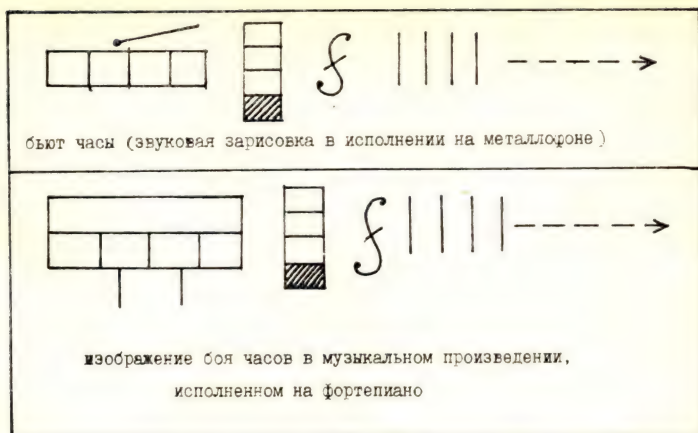 f
бьют часы (звуковая зарисовка в исполнении на металлофоне)
f
изображение боя часов в музыкальном произведении,
исполненном на фортепиано